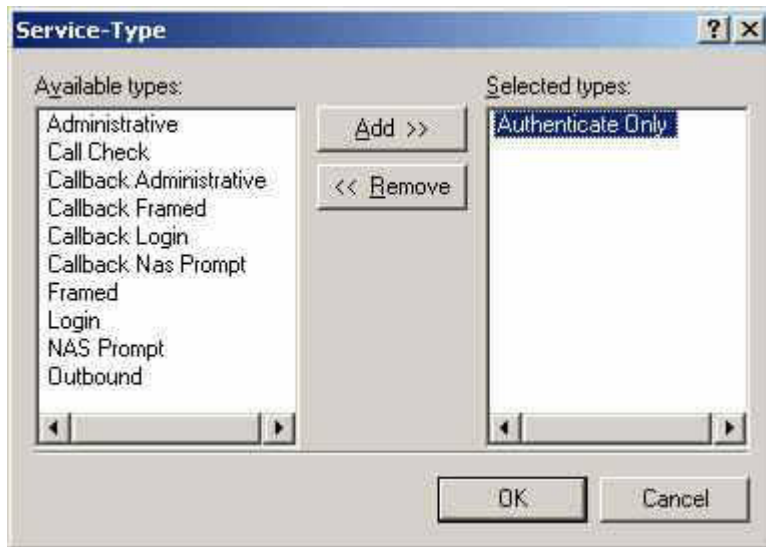 Service-Type
Available types:
Administrative
Call Check
Callback Administrative
Callback Framed
Callback Login
Callback Nas Prompt
Framed
Login
NAS Prompt
Outbound
Add >>
<< Remove
Selected types:
Authenticate Only
OK
Cancel